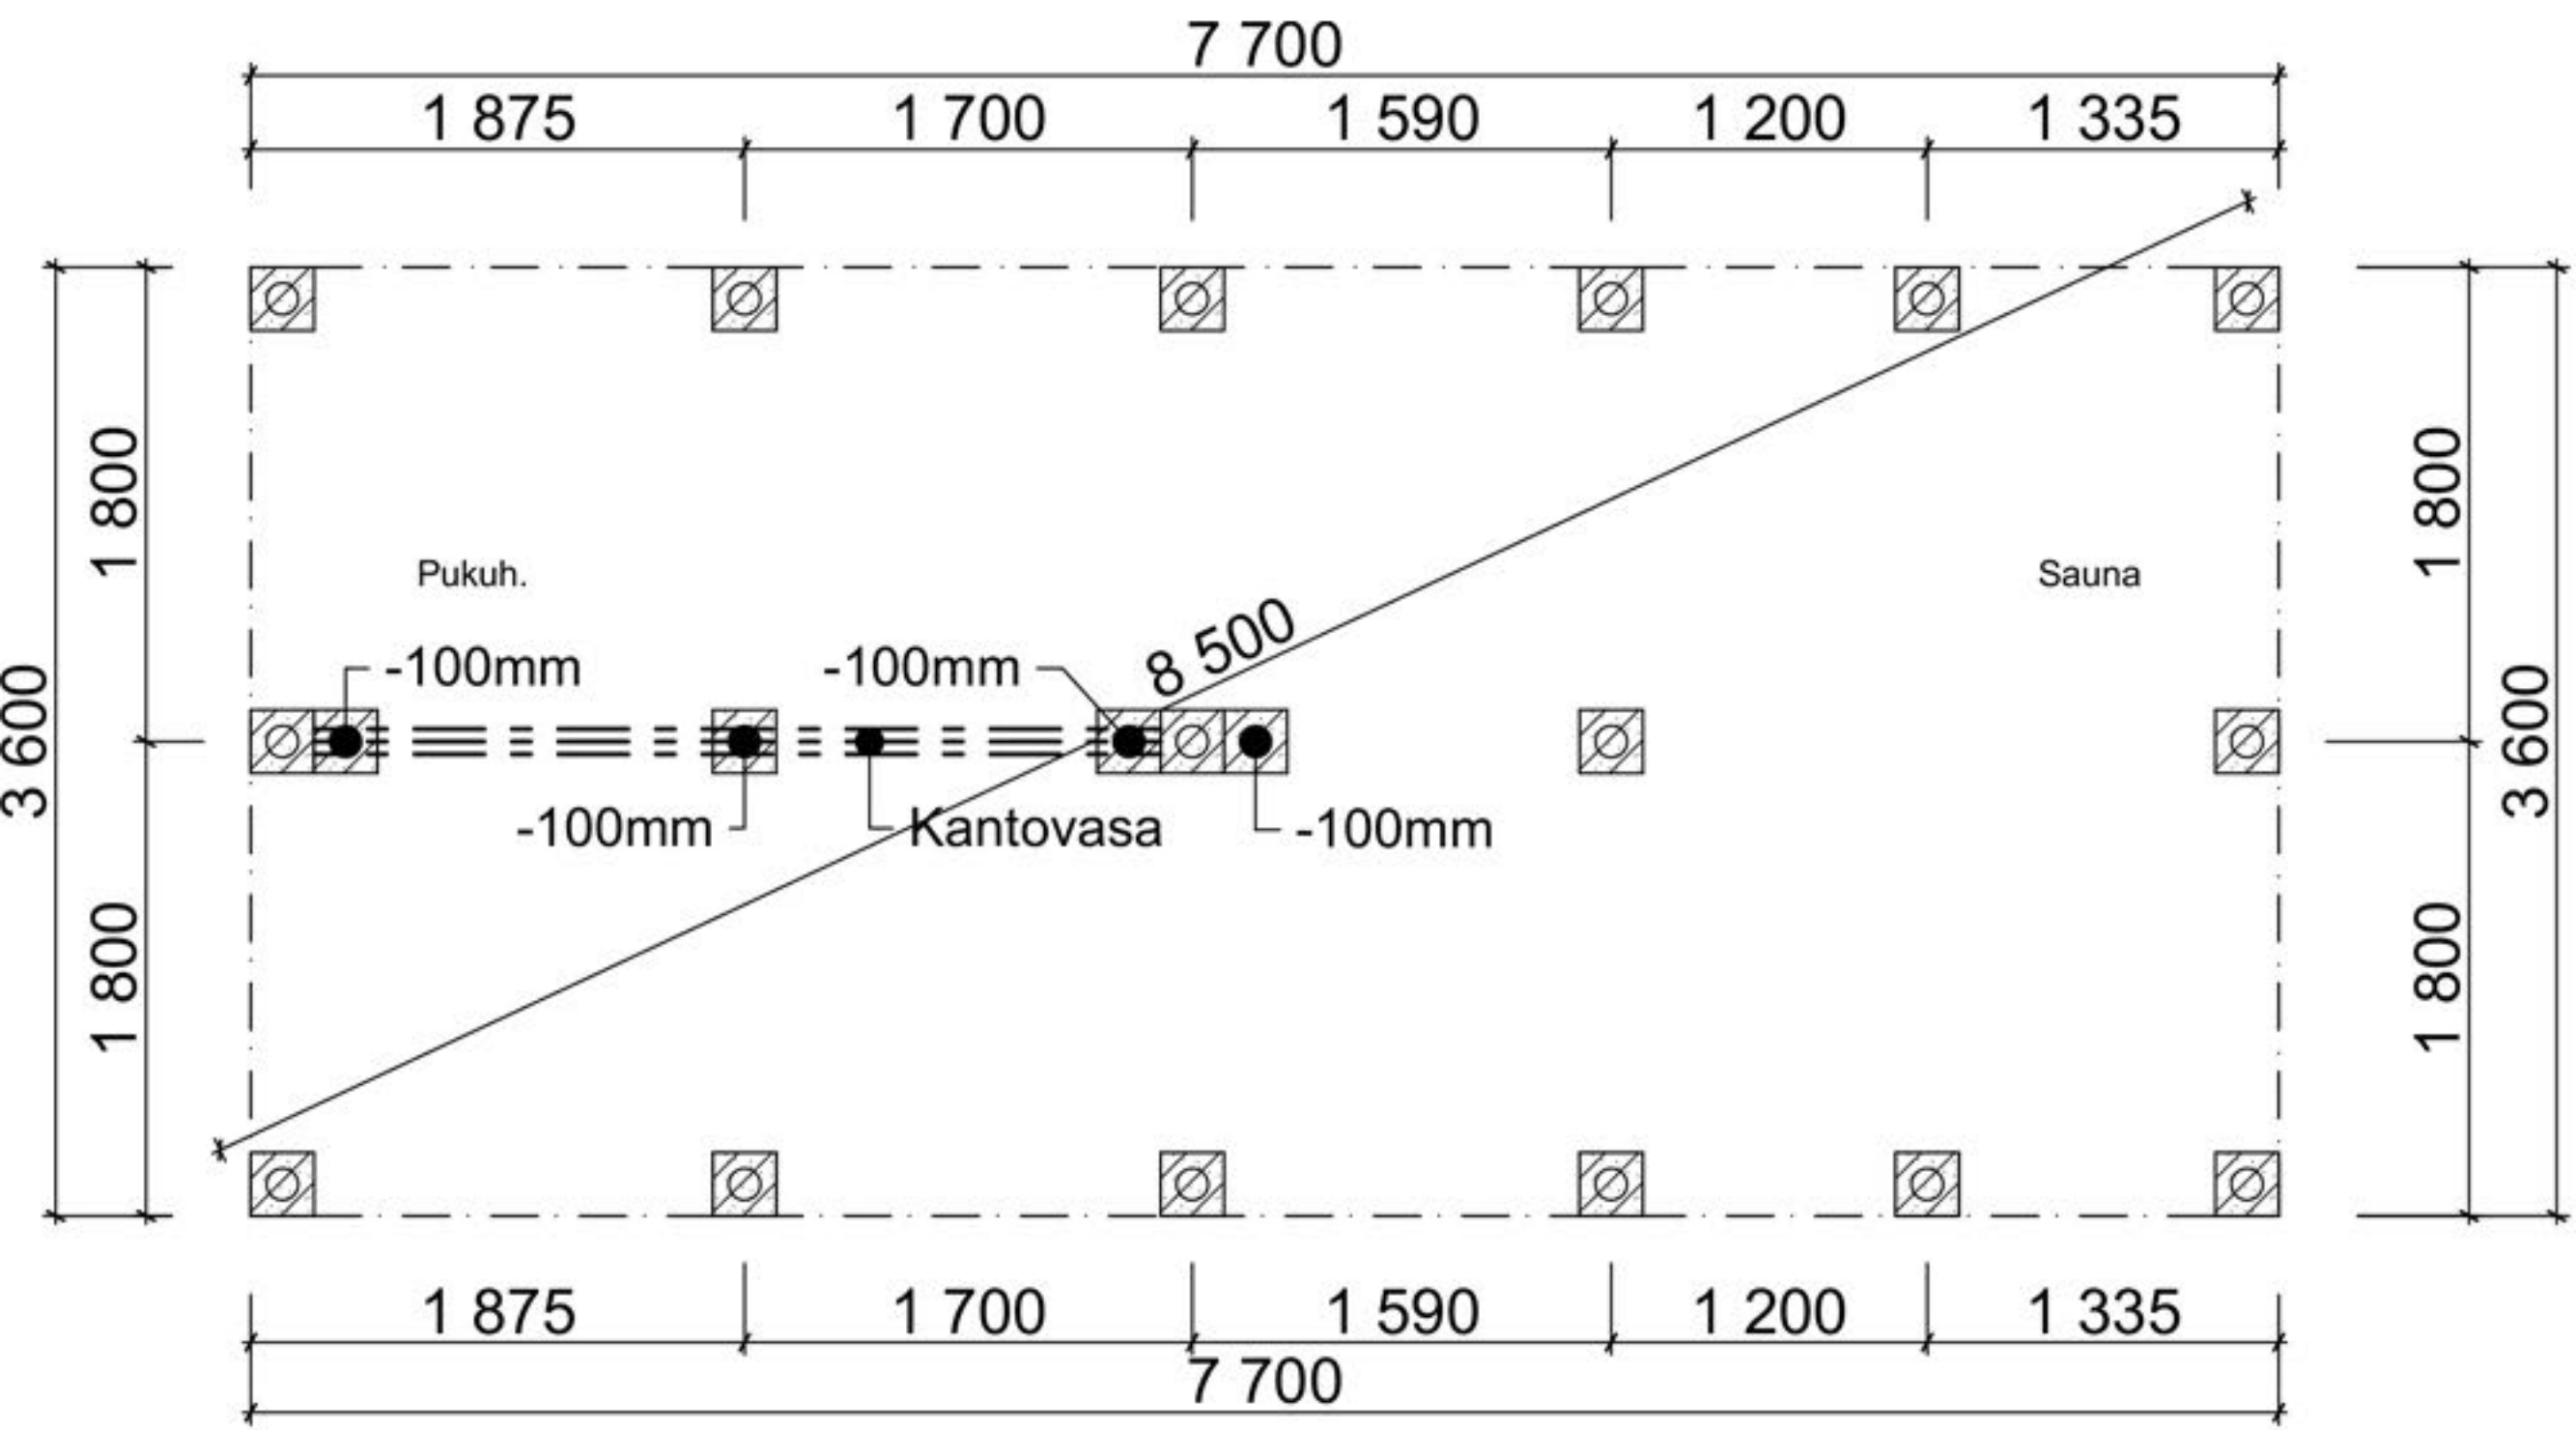 7 700
1 875 1 700 1 590 1 200 1 335
1 800 1 800
Pukuh. Sauna
8 500
-100mm -100mm
3 600 3 600
-100mm Kantovasa -100mm
1 800 1 800
1 875 1 700 1 590 1 200 1 335
7 700